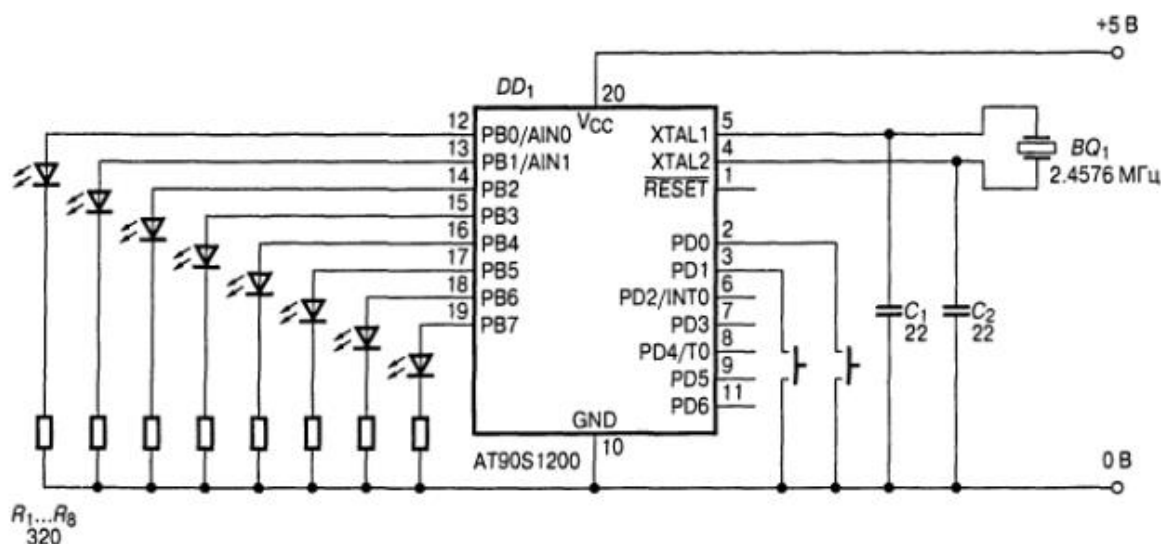 +5 В
DD1
20
VCC
12
PB0/AIN0
13
PB1/AIN1
14
PB2
15
PB3
16
PB4
17
PB5
18
PB6
19
PB7
XTAL1
5
XTAL2
4
RESET
1
PD0
2
PD1
3
PD2/INT0
6
PD3
7
PD4/T0
8
PD5
9
PD6
11
GND
10
AT90S1200
BQ1
2.4576 МГц
C1
22
C2
22
0 В
R1...R8
320